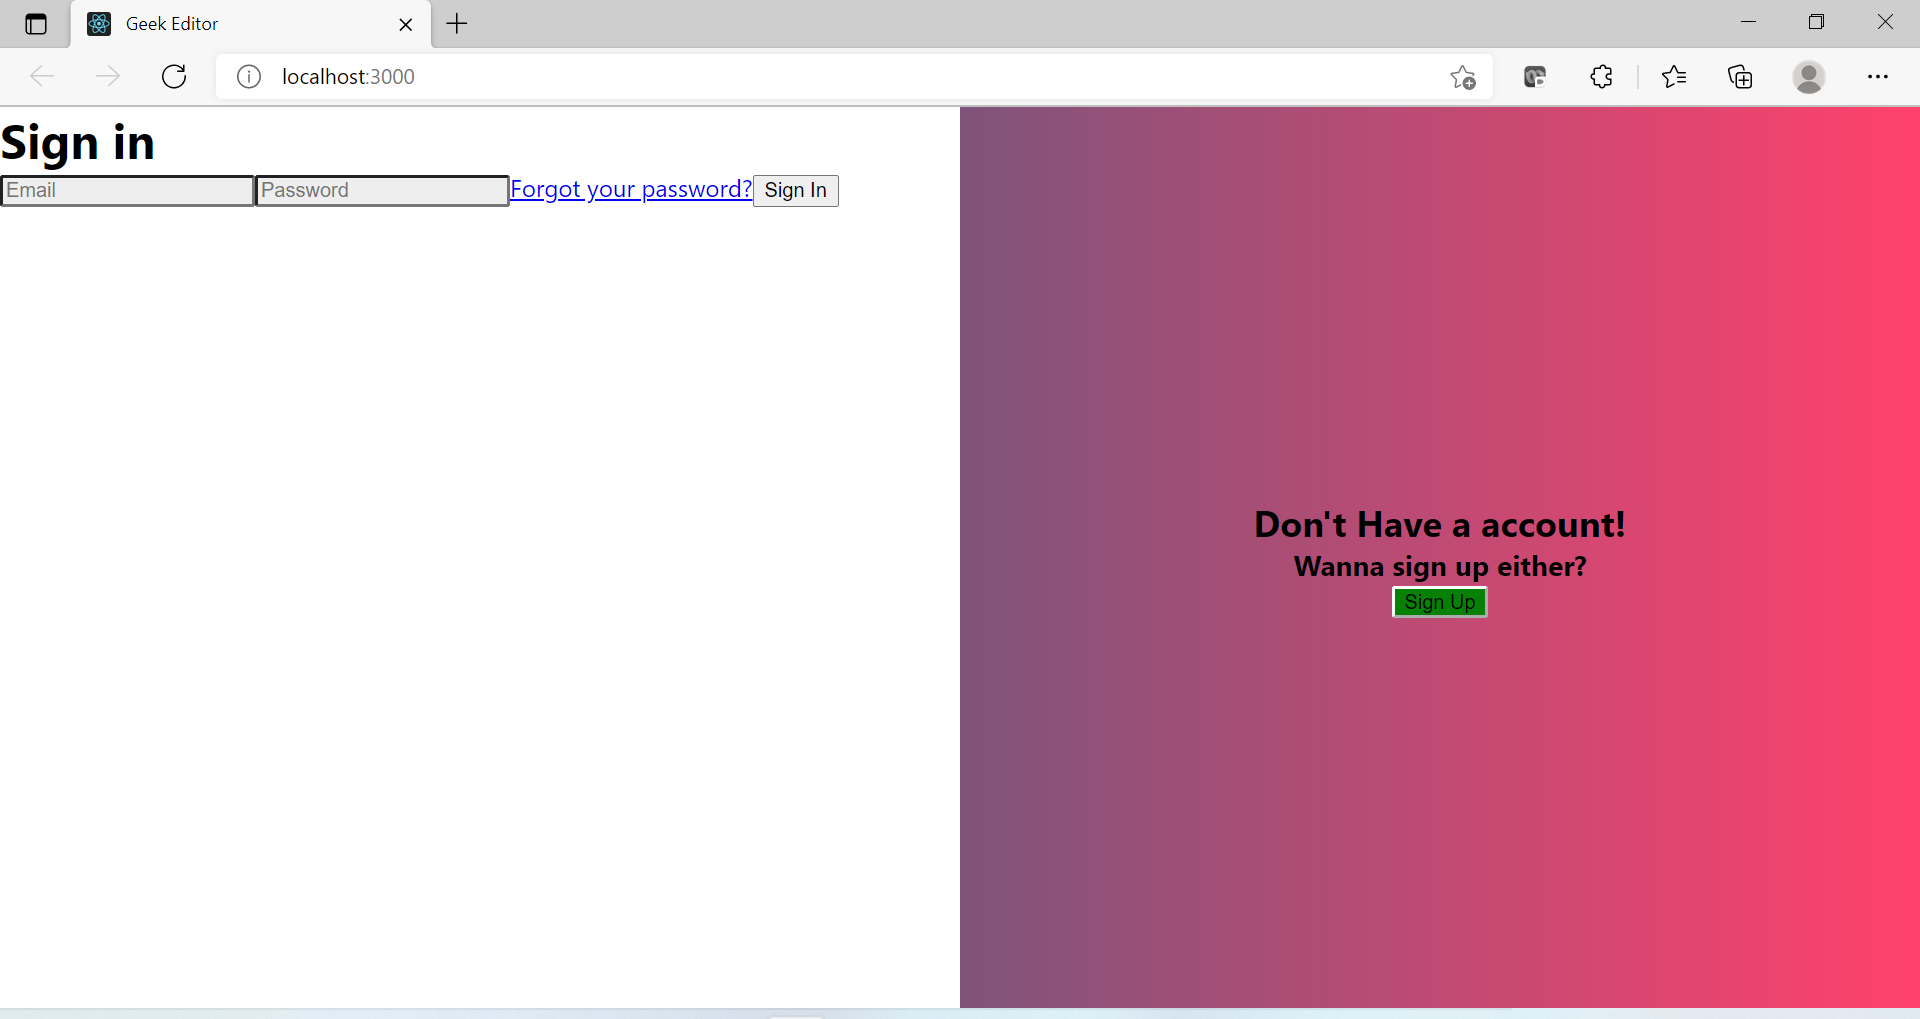 Geek Editor
localhost:3000
Sign in
Email Password Forgot your password? Sign In
Don't Have a account!
Wanna sign up either?
Sign Up